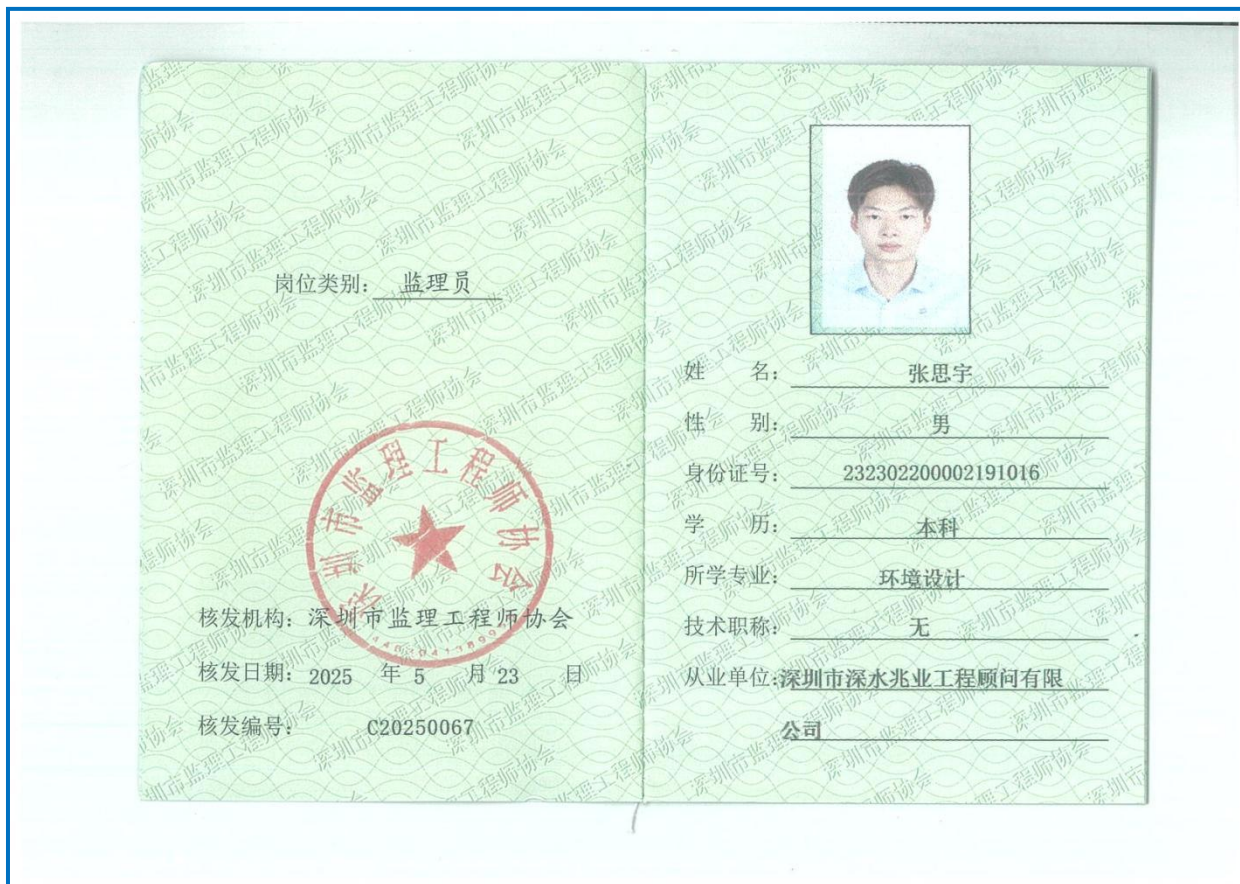 岗位类别： 监理员
深圳市监理工程师协会
核发机构：深圳市监理工程师协会
核发日期：2025 年 5 月 23 日
核发编号： C20250067
姓 名： 张思宇
性 别： 男
身份证号： 232302200002191016
学 历： 本科
所学专业： 环境设计
技术职称： 无
从业单位：深圳市深水兆业工程顾问有限
公司